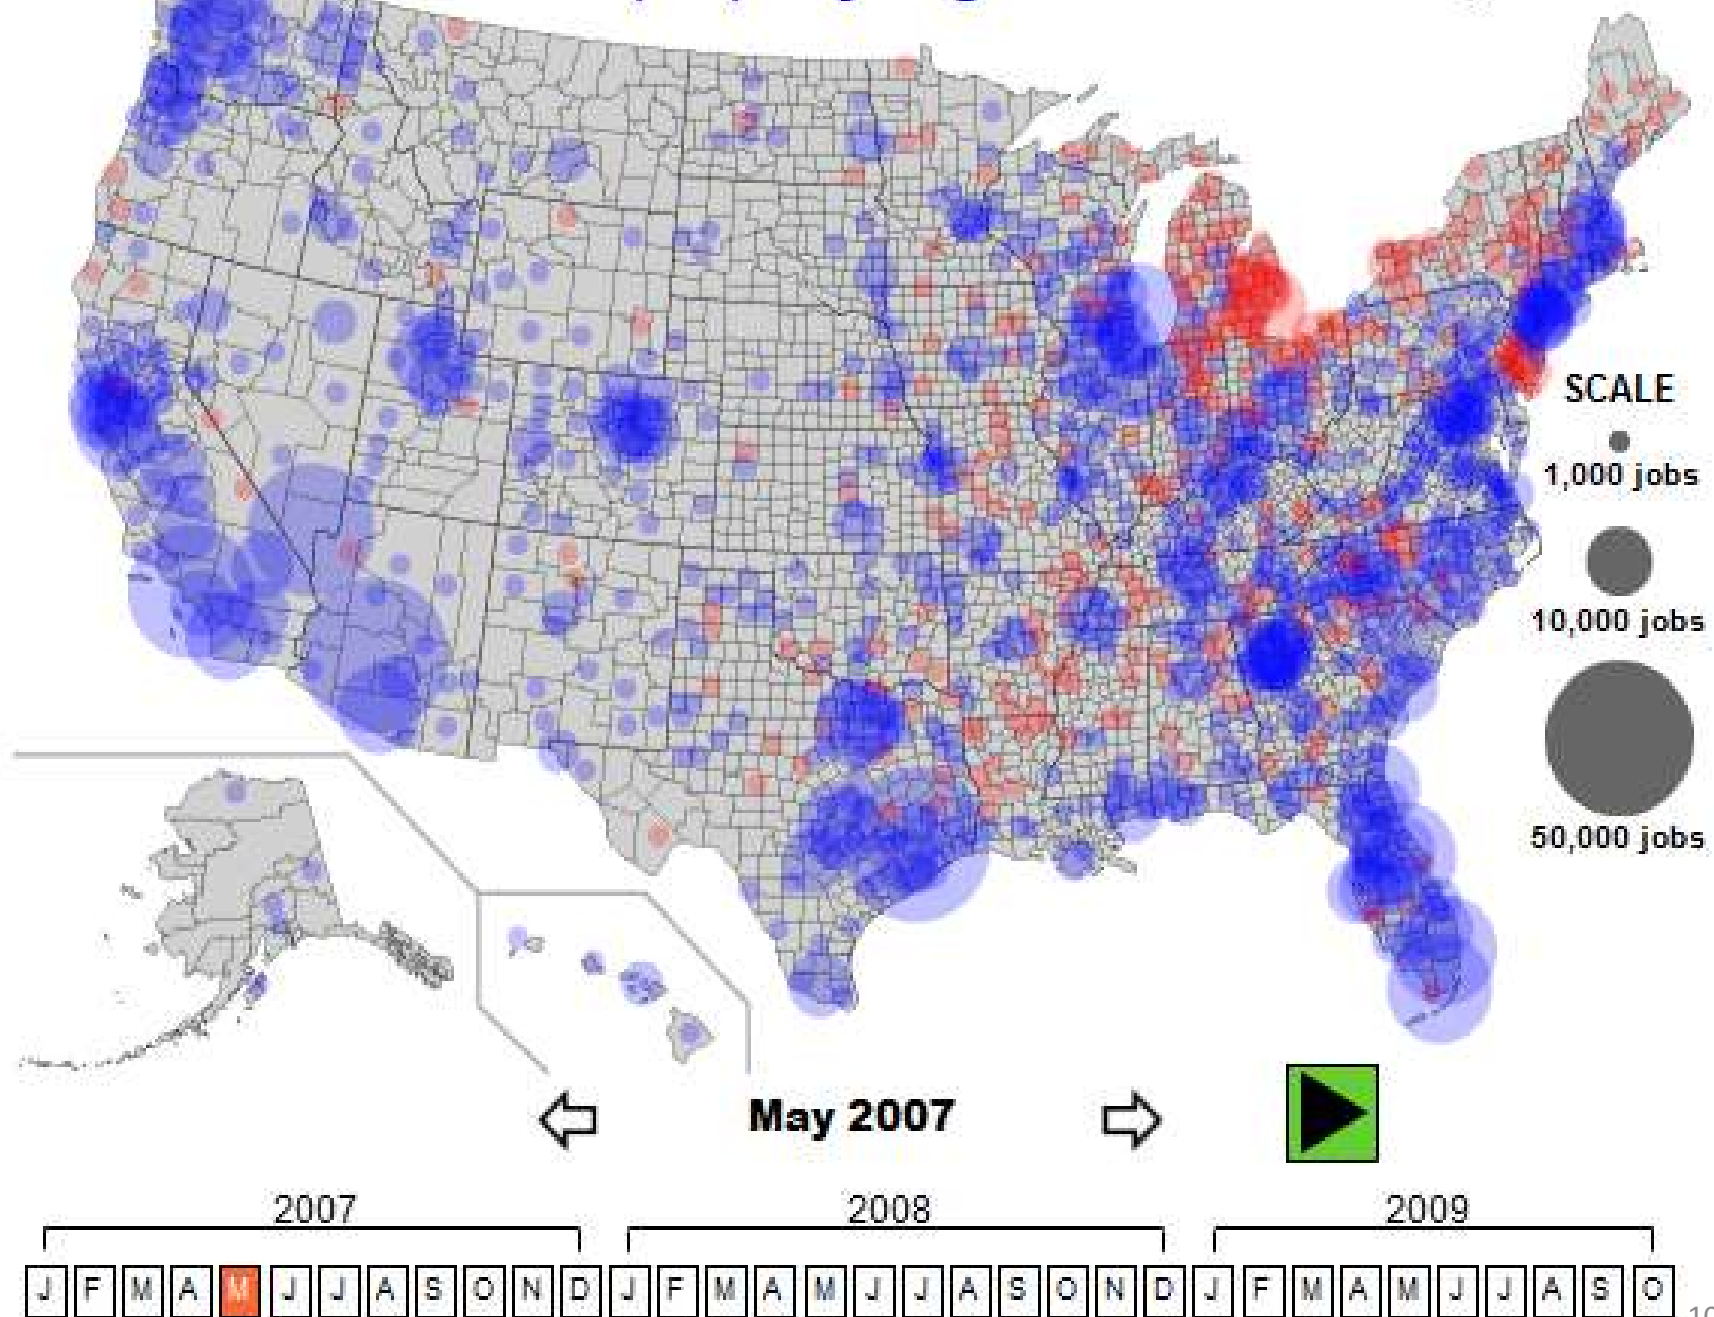 SCALE
1,000 jobs
10,000 jobs
50,000 jobs
May 2007
2007 2008 2009
J F M A M J J A S O N D J F M A M J J A S O N D J F M A M J J A S O